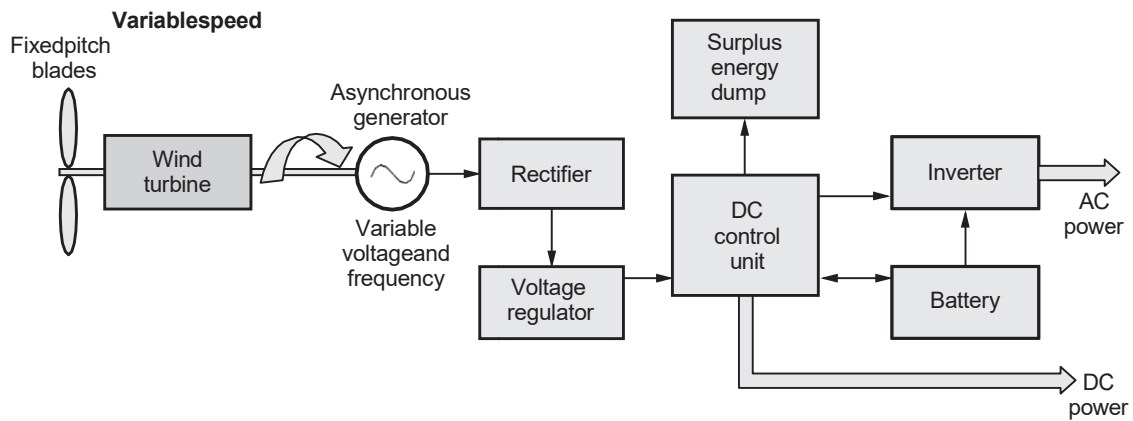 Variablespeed
Fixedpitch
blades
Wind
turbine
Asynchronous
generator
Variable
voltageand
frequency
Rectifier
Voltage
regulator
Surplus
energy
dump
DC
control
unit
Inverter
AC
power
Battery
DC
power